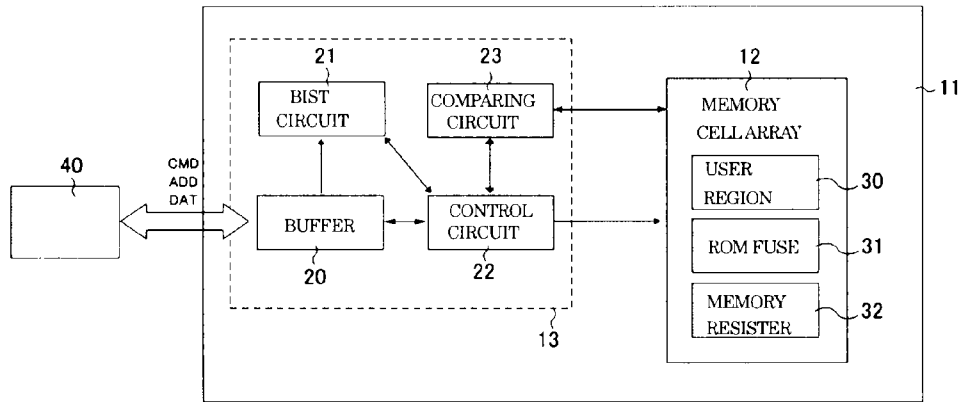 21
23
12
11
BIST
CIRCUIT
COMPARING
CIRCUIT
MEMORY
CELL ARRAY
40
CMD
ADD
DAT
USER
REGION
30
BUFFER
CONTROL
CIRCUIT
ROM FUSE
31
20
22
MEMORY
RESISTER
32
13